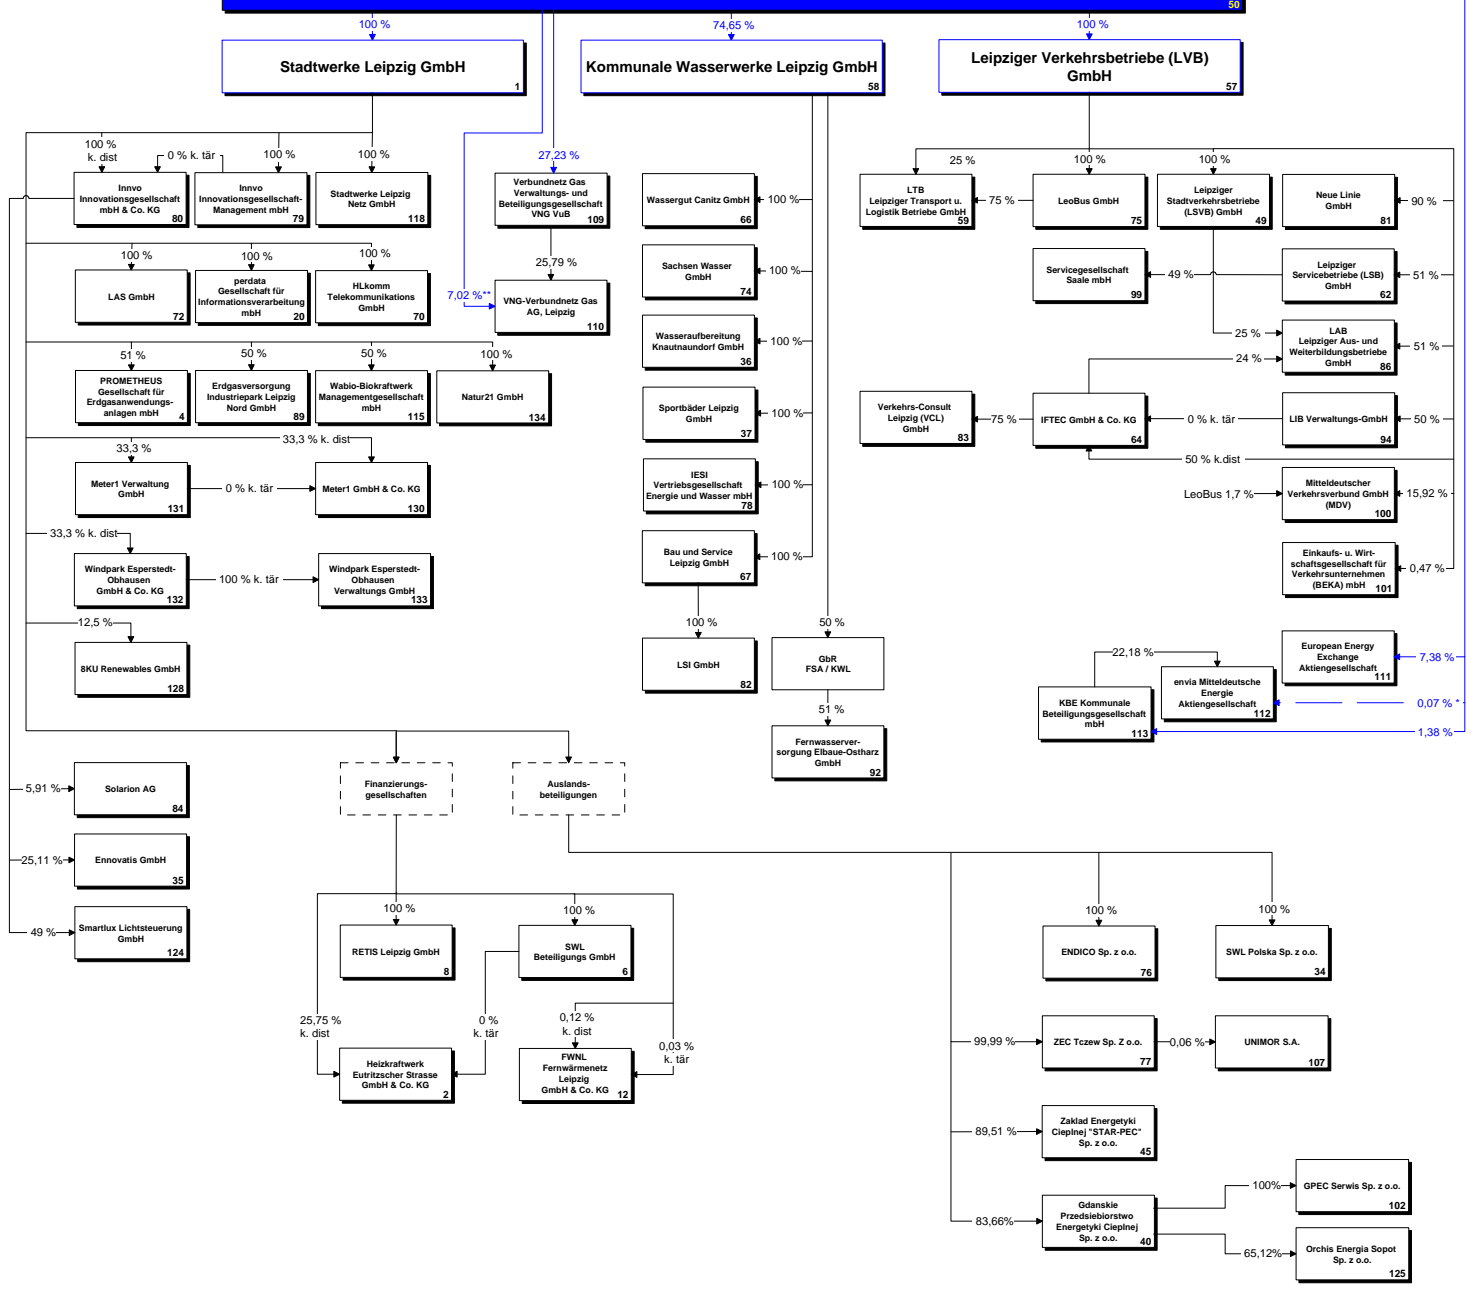 50
100 %
74,65 %
100 %
Stadtwerke Leipzig GmbH
1
Kommunale Wasserwerke Leipzig GmbH
58
Leipziger Verkehrsbetriebe (LVB)
GmbH
57
100 %
k. dist
0 % k. tär
100 %
100 %
27,23 %
Innvo
Innovationsgesellschaft
mbH & Co. KG
80
Innvo
Innovationsgesellschaft-
Management mbH
79
Stadtwerke Leipzig
Netz GmbH
118
Verbundnetz Gas
Verwaltungs- und
Beteiligungsgesellschaft
VNG VuB
109
25,79 %
7,02 %**
VNG-Verbundnetz Gas
AG, Leipzig
110
100 %
100 %
100 %
LAS GmbH
72
perdata
Gesellschaft für
Informationsverarbeitung
mbH
20
HLkomm
Telekommunikations
GmbH
70
51 %
50 %
50 %
100 %
PROMETHEUS
Gesellschaft für
Erdgasanwendungs-
anlagen mbH
4
Erdgasversorgung
Industriepark Leipzig
Nord GmbH
89
Wabio-Biokraftwerk
Managementgesellschaft
mbH
115
Natur21 GmbH
134
33,3 %
33,3 % k. dist
Meter1 Verwaltung
GmbH
131
0 % k. tär
Meter1 GmbH & Co. KG
130
33,3 % k. dist
Windpark Esperstedt-
Obhausen
GmbH & Co. KG
132
100 % k. tär
Windpark Esperstedt-
Obhausen
Verwaltungs GmbH
133
12,5 %
8KU Renewables GmbH
128
Wassergut Canitz GmbH
66
100 %
Sachsen Wasser
GmbH
74
100 %
Wasseraufbereitung
Knautnaundorf GmbH
36
100 %
Sportbäder Leipzig
GmbH
37
100 %
IESI
Vertriebsgesellschaft
Energie und Wasser mbH
78
100 %
Bau und Service
Leipzig GmbH
67
100 %
100 %
LSI GmbH
82
50 %
GbR
FSA / KWL
51 %
Fernwasserver-
sorgung Elbaue-Ostharz
GmbH
92
25 %
100 %
100 %
LTB
Leipziger Transport u.
Logistik Betriebe GmbH
59
75 %
LeoBus GmbH
75
Leipziger
Stadtverkehrsbetriebe
(LSVB) GmbH
49
Neue Linie
GmbH
81
90 %
Servicegesellschaft
Saale mbH
99
49 %
Leipziger
Servicebetriebe (LSB)
GmbH
62
51 %
25 %
24 %
LAB
Leipziger Aus- und
Weiterbildungsbetriebe
GmbH
86
51 %
Verkehrs-Consult
Leipzig (VCL)
GmbH
83
75 %
IFTEC GmbH & Co. KG
64
0 % k. tär
LIB Verwaltungs-GmbH
94
50 %
50 % k.dist
LeoBus 1,7 %
Mitteldeutscher
Verkehrsverbund GmbH
(MDV)
100
15,92 %
Einkaufs- u. Wirt-
schaftsgesellschaft für
Verkehrsunternehmen
(BEKA) mbH
101
0,47 %
European Energy
Exchange
Aktiengesellschaft
111
7,38 %
22,18 %
envia Mitteldeutsche
Energie
Aktiengesellschaft
112
0,07 % *
KBE Kommunale
Beteiligungsgesellschaft
mbH
113
1,38 %
Finanzierungs-
gesellschaften
Auslands-
beteiligungen
5,91 %
Solarion AG
84
25,11 %
Ennovatis GmbH
35
49 %
Smartlux Lichtsteuerung
GmbH
124
100 %
100 %
RETIS Leipzig GmbH
8
SWL
Beteiligungs GmbH
6
25,75 %
k. dist
0 %
k. tär
0,12 %
k. dist
0,03 %
k. tär
Heizkraftwerk
Eutritzscher Strasse
GmbH & Co. KG
2
FWNL
Fernwärmenetz
Leipzig
GmbH & Co. KG
12
100 %
100 %
ENDICO Sp. z o.o.
76
SWL Polska Sp. z o.o.
34
99,99 %
ZEC Tczew Sp. Z o.o.
77
0,06 %
UNIMOR S.A.
107
89,51 %
Zaklad Energetyki
Cieplnej "STAR-PEC"
Sp. z o.o.
45
83,66%
Gdanskie
Przedsiebiorstwo
Energetyki Cieplnej
Sp. z o.o.
40
100%
GPEC Serwis Sp. z o.o.
102
65,12%
Orchis Energia Sopot
Sp. z o.o.
125